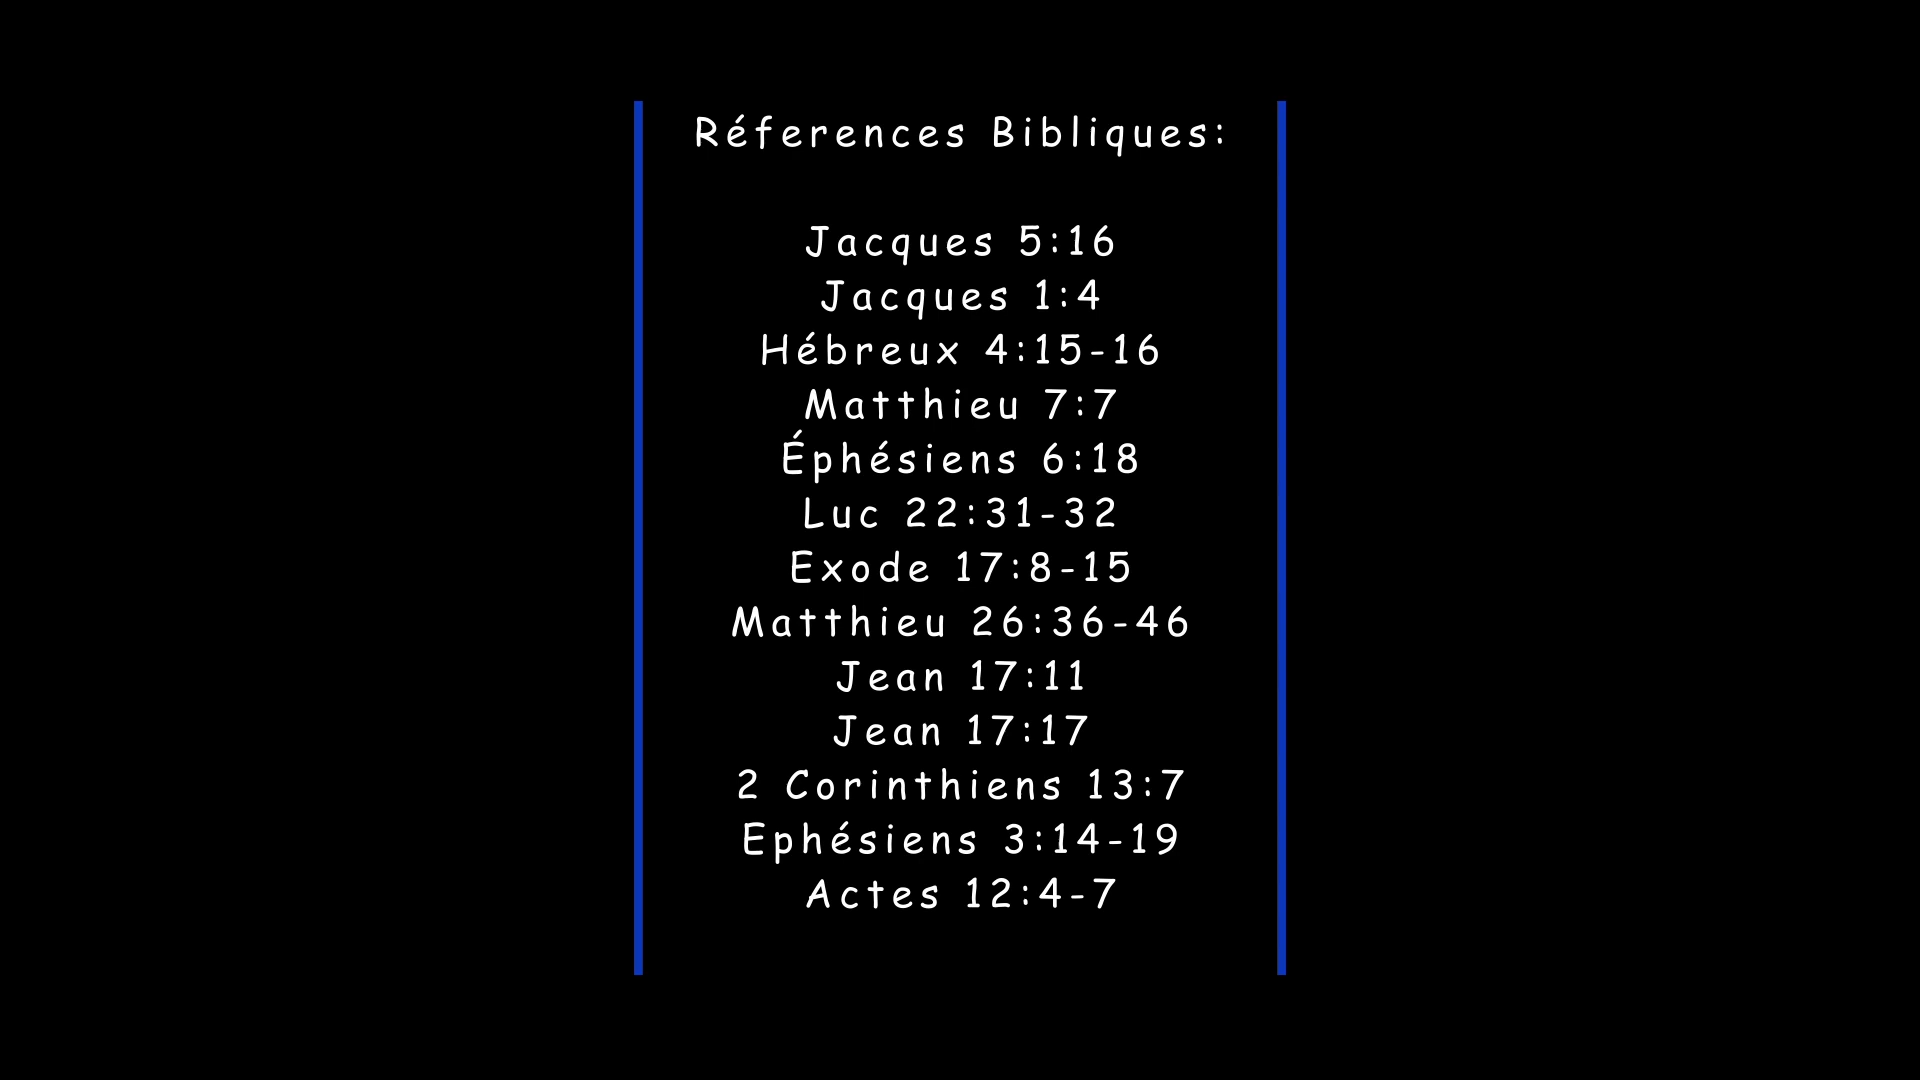 Réferences Bibliques:
Jacques 5:16
Jacques 1:4
Hébreux 4:15-16
Matthieu 7:7
Éphésiens 6:18
Luc 22:31-32
Exode 17:8-15
Matthieu 26:36-46
Jean 17:11
Jean 17:17
2 Corinthiens 13:7
Ephésiens 3:14-19
Actes 12:4-7